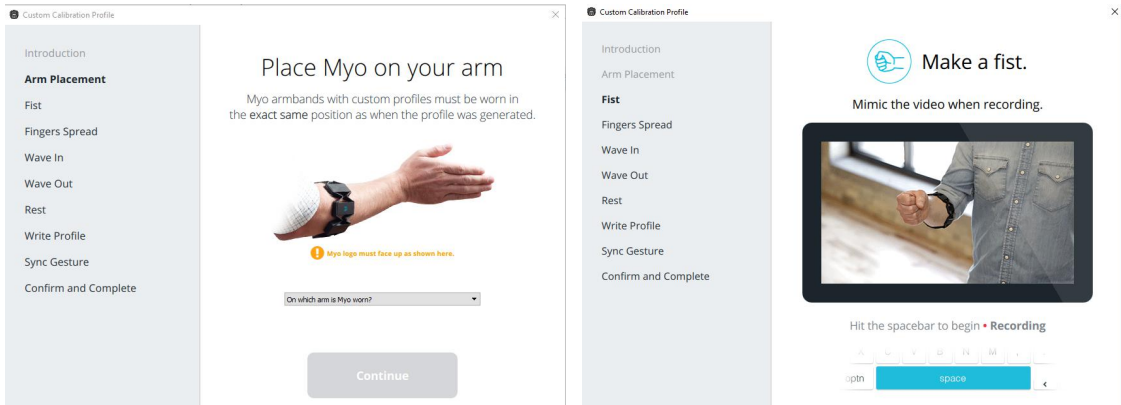 Custom Calibration Profile
Introduction
Arm Placement
Fist
Fingers Spread
Wave In
Wave Out
Rest
Write Profile
Sync Gesture
Confirm and Complete
Place Myo on your arm
Myo armbands with custom profiles must be worn in
the exact same position as when the profile was generated.
Myo logo must face up as shown here.
On which arm is Myo worn?
Continue
Custom Calibration Profile
Introduction
Arm Placement
Fist
Fingers Spread
Wave In
Wave Out
Rest
Write Profile
Sync Gesture
Confirm and Complete
Make a fist.
Mimic the video when recording.
Hit the spacebar to begin • Recording
X C V B N M ,
optn space